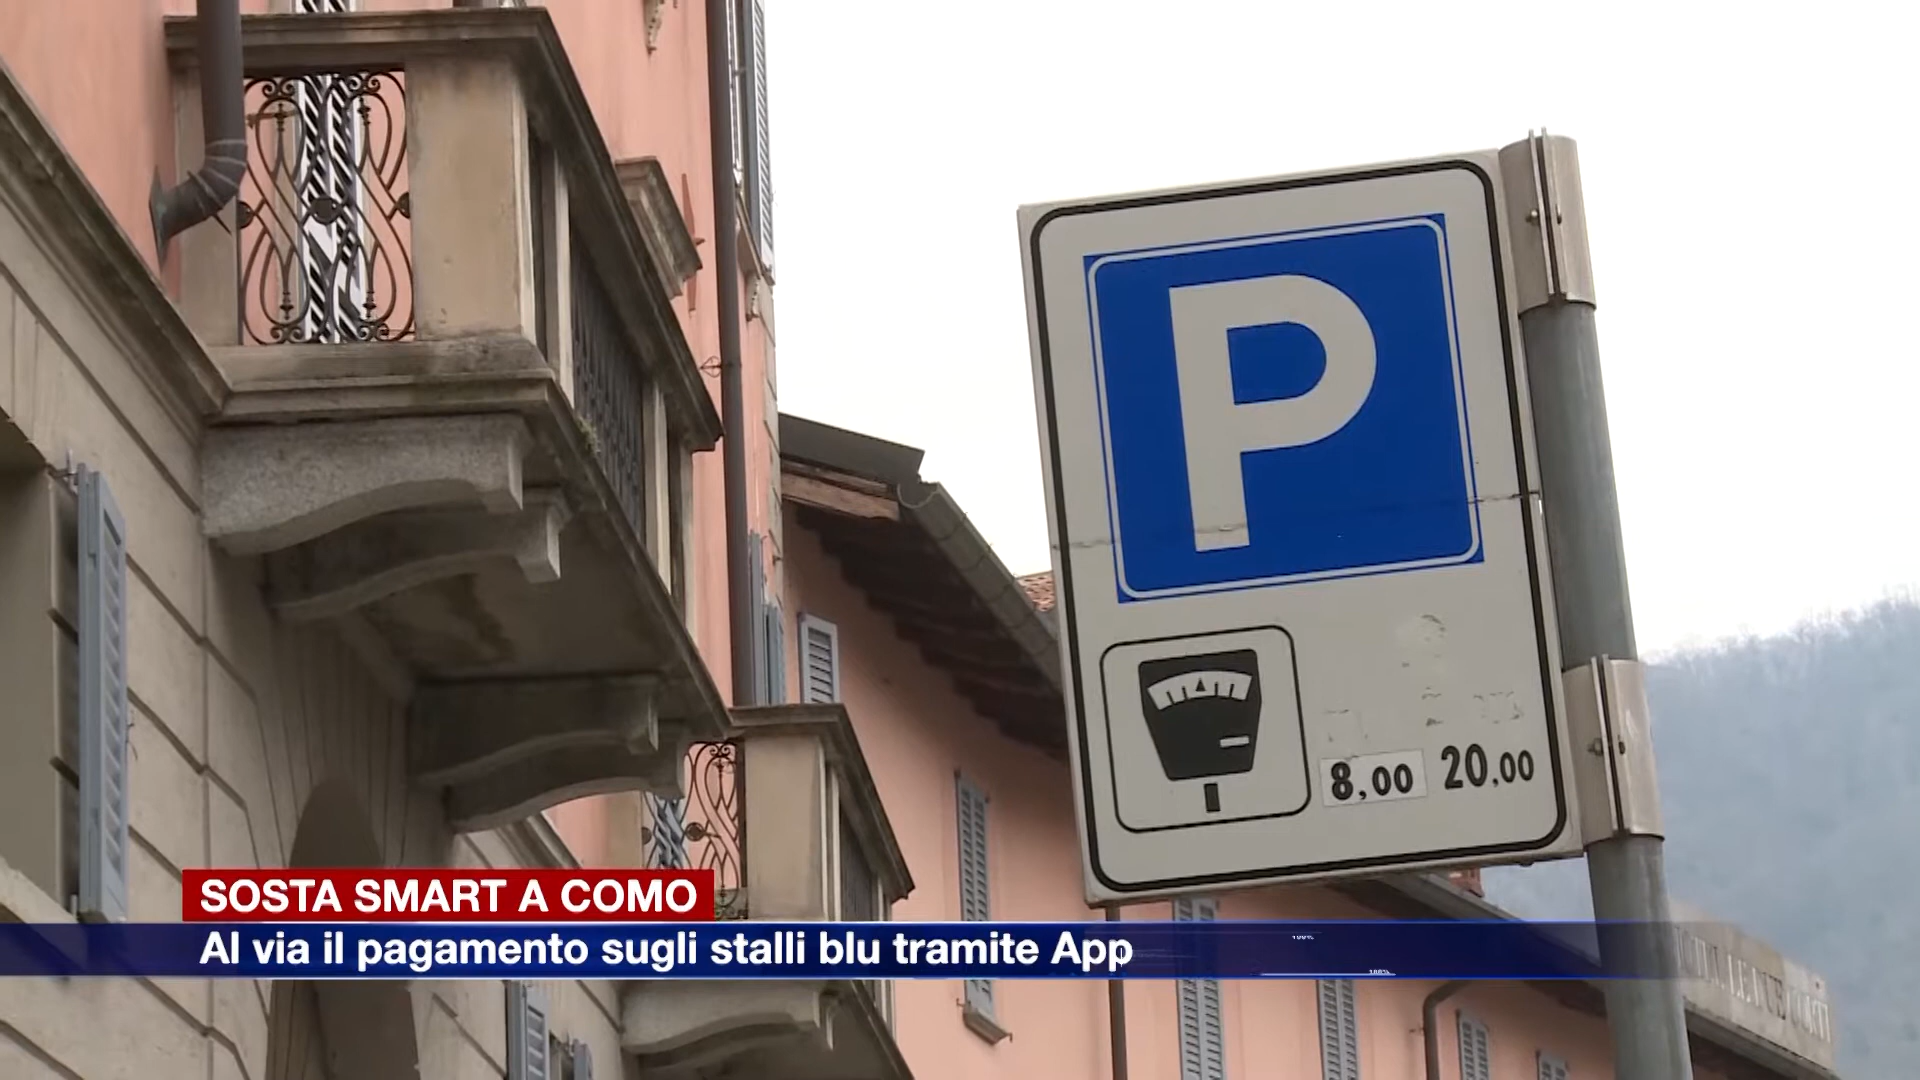 P
8,00 20,00
SOSTA SMART A COMO
Al via il pagamento sugli stalli blu tramite App